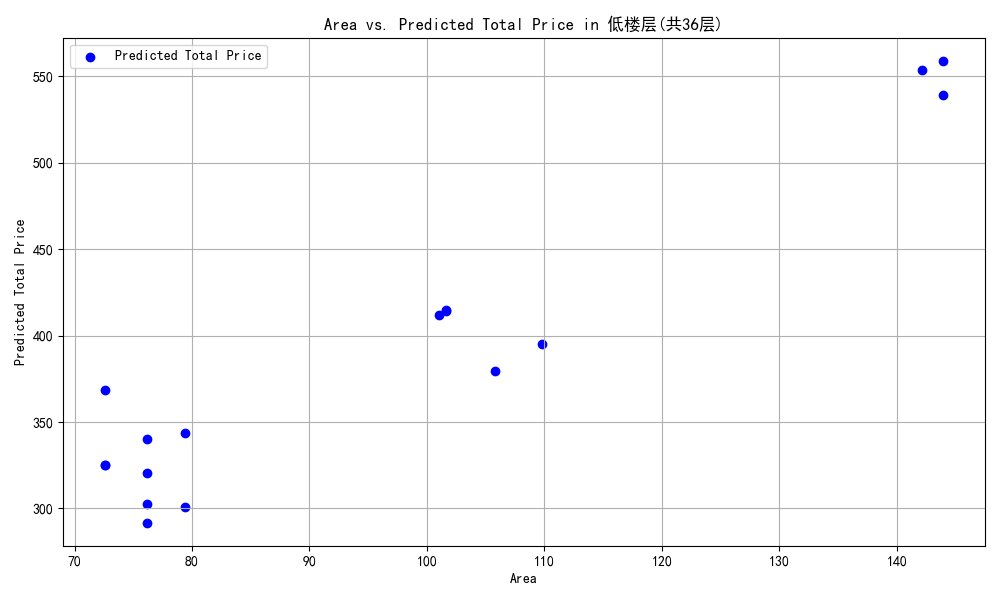 Area vs. Predicted Total Price in 低楼层(共36层)
Predicted Total Price
Predicted Total Price
550
500
450
400
350
300
70 80 90 100 110 120 130 140
Area